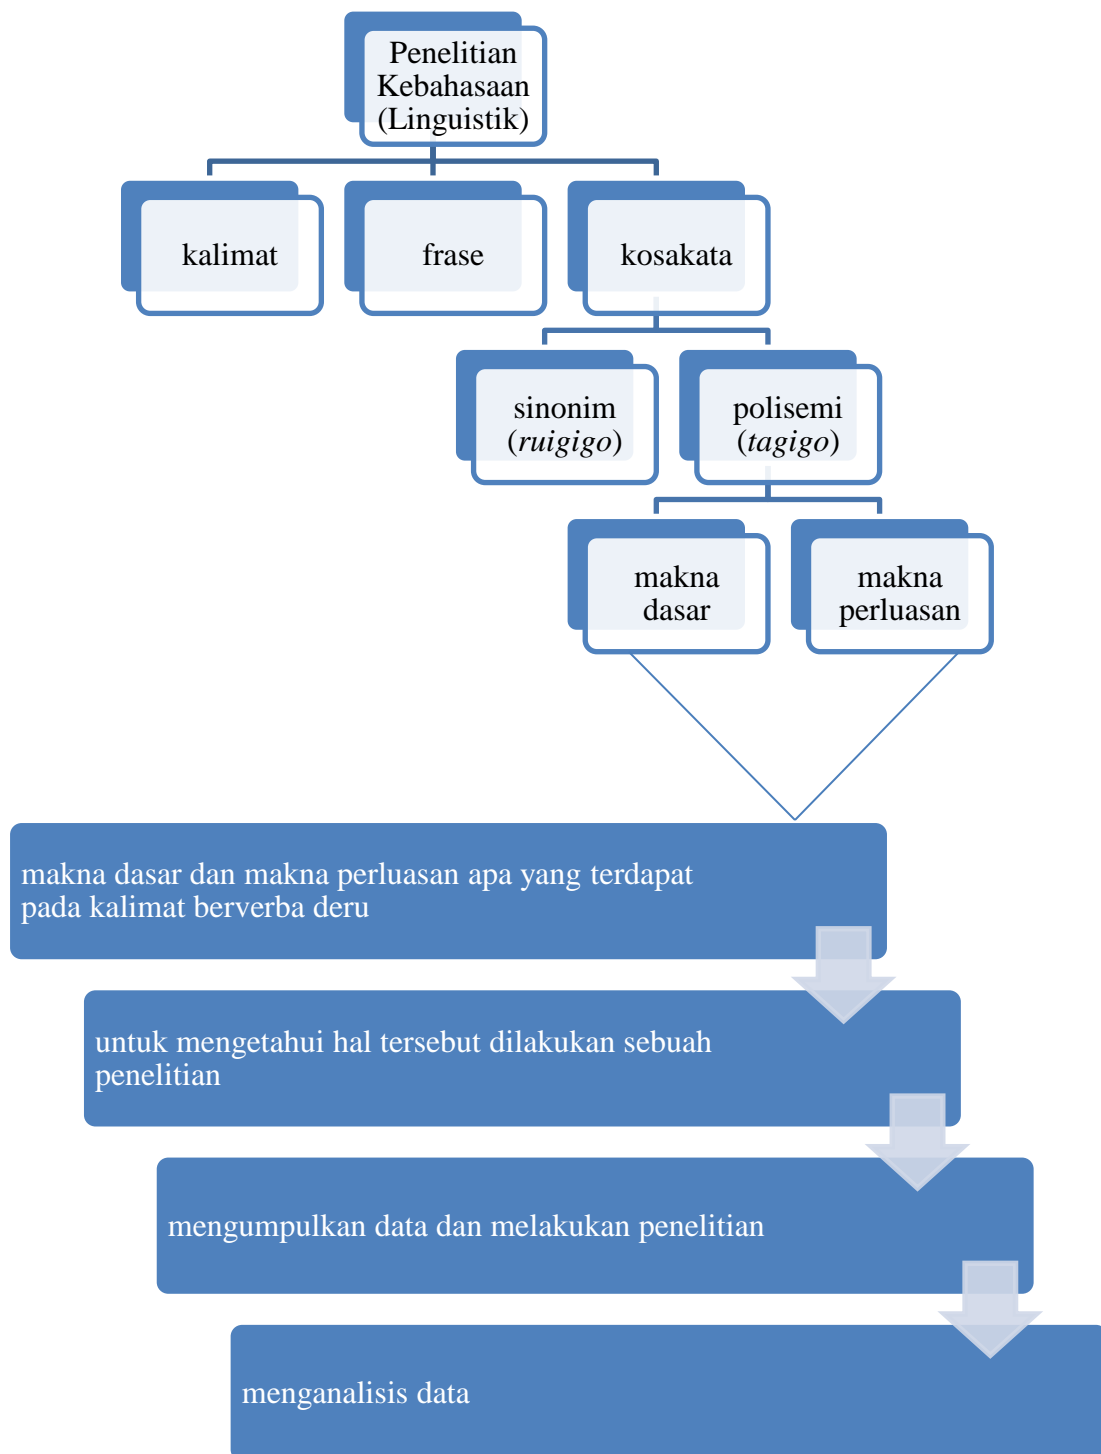 Penelitian
Kebahasaan
(Linguistik)
kalimat
frase
kosakata
sinonim
(ruigigo)
polisemi
(tagigo)
makna
dasar
makna
perluasan
makna dasar dan makna perluasan apa yang terdapat
pada kalimat berverba deru
untuk mengetahui hal tersebut dilakukan sebuah
penelitian
mengumpulkan data dan melakukan penelitian
menganalisis data